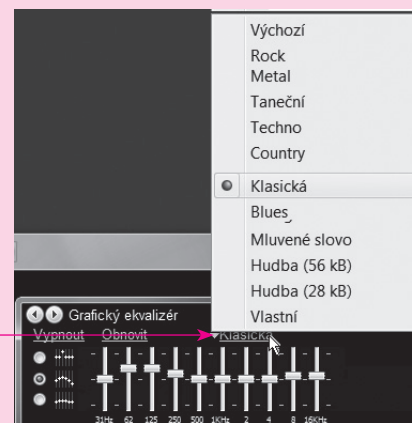 Výchozí
Rock
Metal
Taneční
Techno
Country
Klasická
Blues
Mluvené slovo
Hudba (56 kB)
Hudba (28 kB)
Vlastní
Grafický ekvalizér
Vypnout Obnovit Klasická
31Hz 62 125 250 500 1KHz 2 4 8 16KHz